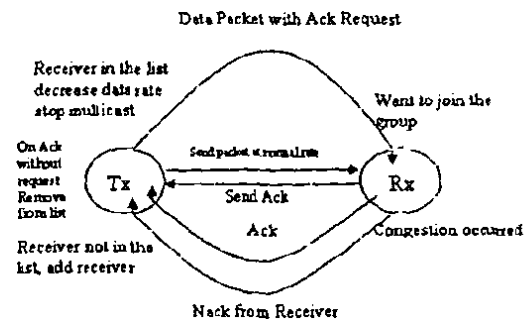 Data Packet with Ack Request
Receiver in the list
decrease data rate
stop multicast
Want to join the
group
On Ack
without
request
Remove
from list
Send packet at normal rate
Tx
Rx
Send Ack
Ack
Receiver not in the
list, add receiver
Congestion occurred
Nack from Receiver